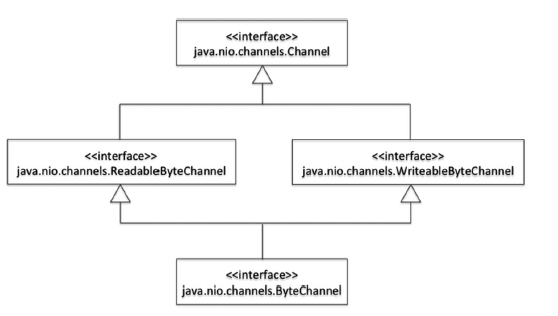 <<interface>>
java.nio.channels.Channel
<<interface>>
java.nio.channels.ReadableByteChannel
<<interface>>
java.nio.channels.WriteableByteChannel
<<interface>>
java.nio.channels.ByteChannel